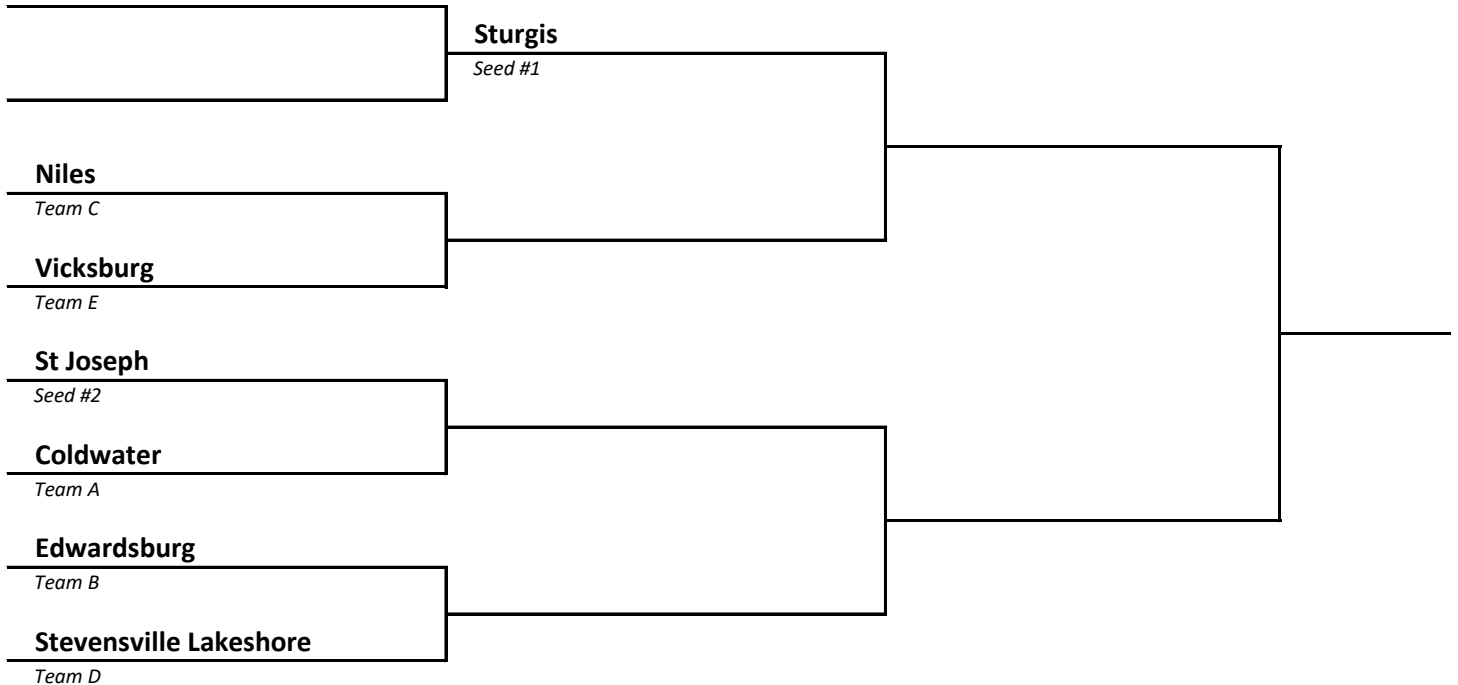 Sturgis
Seed #1
Niles
Team C
Vicksburg
Team E
St Joseph
Seed #2
Coldwater
Team A
Edwardsburg
Team B
Stevensville Lakeshore
Team D